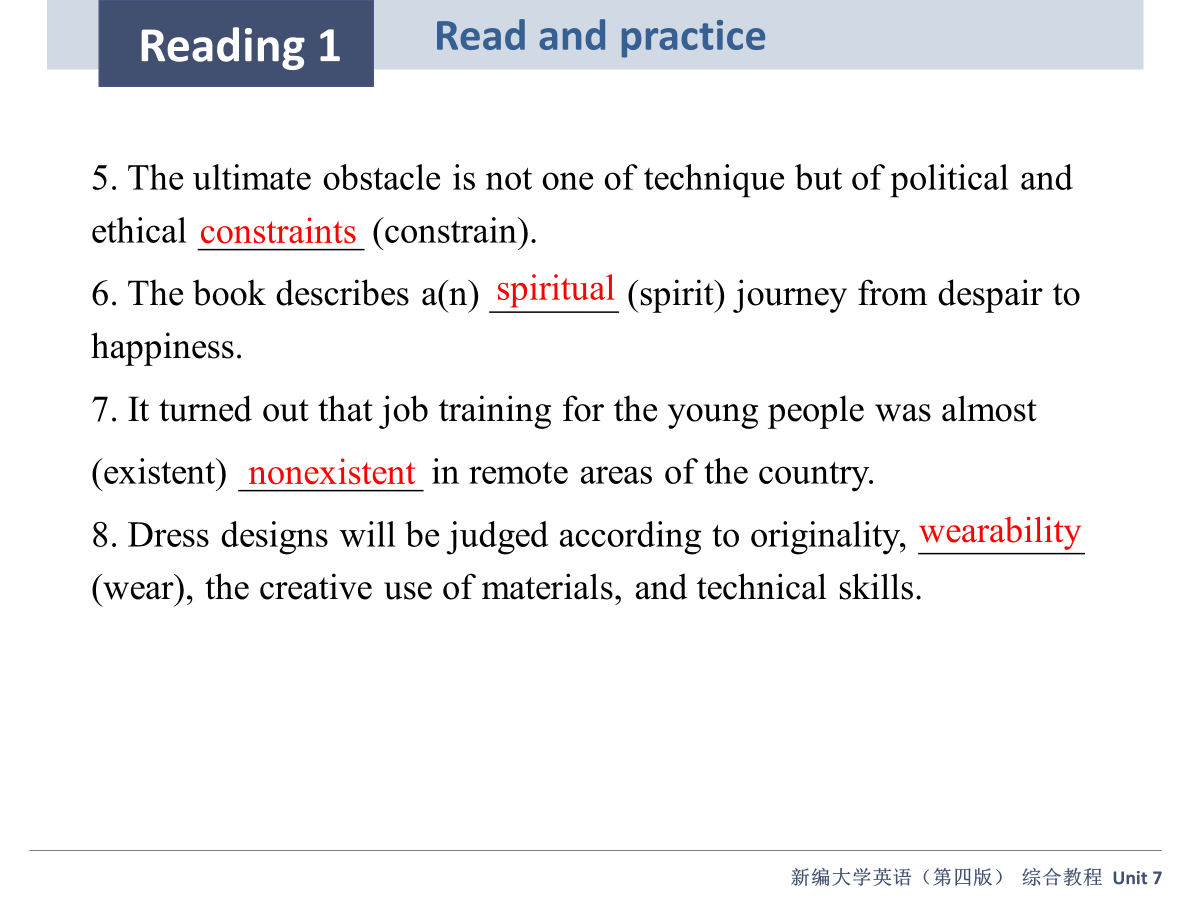 Reading 1
Read and practice
5. The ultimate obstacle is not one of technique but of political and
ethical constraints (constrain).
6. The book describes a(n) spiritual (spirit) journey from despair to
happiness.
7. It turned out that job training for the young people was almost
(existent) nonexistent in remote areas of the country.
8. Dress designs will be judged according to originality, wearability
(wear), the creative use of materials, and technical skills.
新编大学英语（第四版） 综合教程 Unit 7